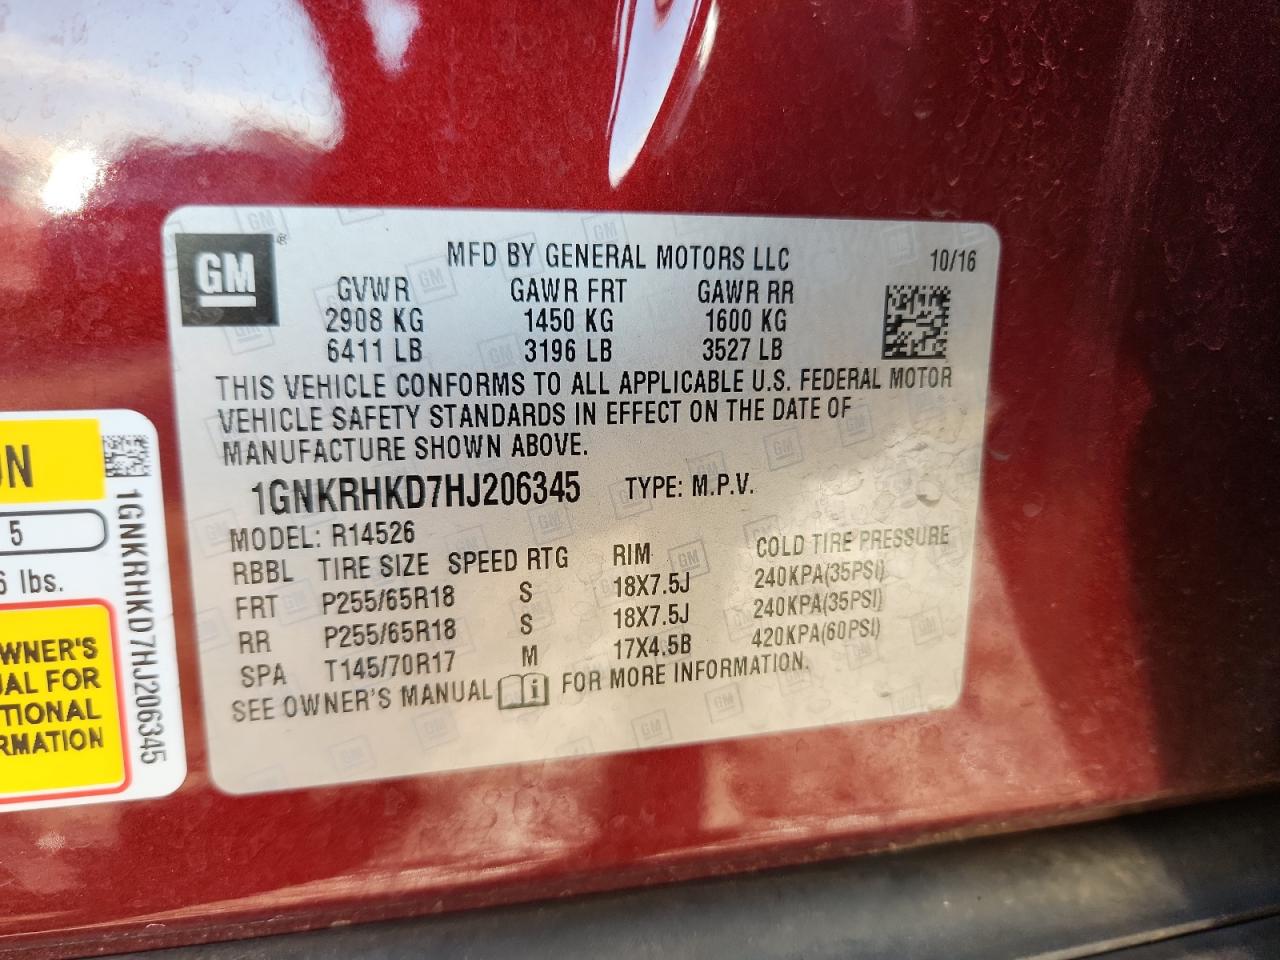 GM
MFD BY GENERAL MOTORS LLC 10/16
GVWR GAWR FRT GAWR RR
2908 KG 1450 KG 1600 KG
6411 LB 3196 LB 3527 LB
THIS VEHICLE CONFORMS TO ALL APPLICABLE U.S. FEDERAL MOTOR
VEHICLE SAFETY STANDARDS IN EFFECT ON THE DATE OF
MANUFACTURE SHOWN ABOVE.
1GNKRHKD7HJ206345 TYPE: M.P.V.
MODEL: R14526
RBBL TIRE SIZE SPEED RTG RIM COLD TIRE PRESSURE
FRT P255/65R18 S 18X7.5J 240KPA(35PSI)
RR P255/65R18 S 18X7.5J 240KPA(35PSI)
SPA T145/70R17 M 17X4.5B 420KPA(60PSI)
SEE OWNER'S MANUAL FOR MORE INFORMATION.
ON
5
6 lbs.
WNER'S
UAL FOR
TIONAL
RMATION
1GNKRHKD7HJ206345